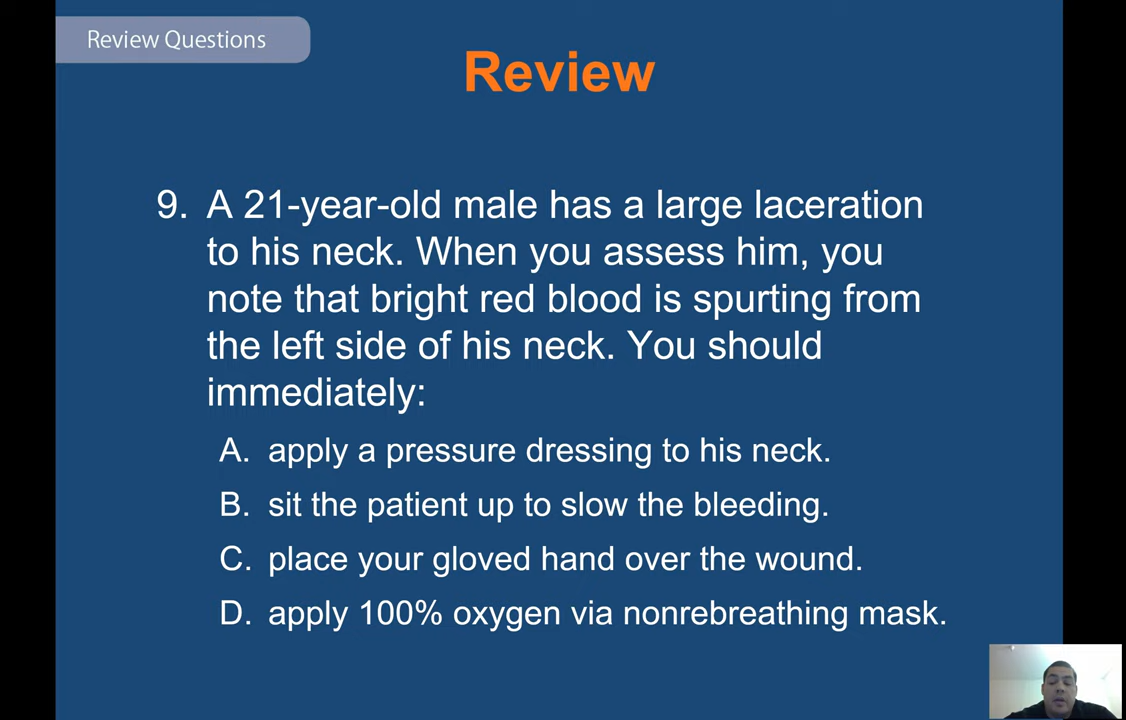 Review Questions
Review
9. A 21-year-old male has a large laceration
to his neck. When you assess him, you
note that bright red blood is spurting from
the left side of his neck. You should
immediately:
A. apply a pressure dressing to his neck.
B. sit the patient up to slow the bleeding.
C. place your gloved hand over the wound.
D. apply 100% oxygen via nonrebreathing mask.